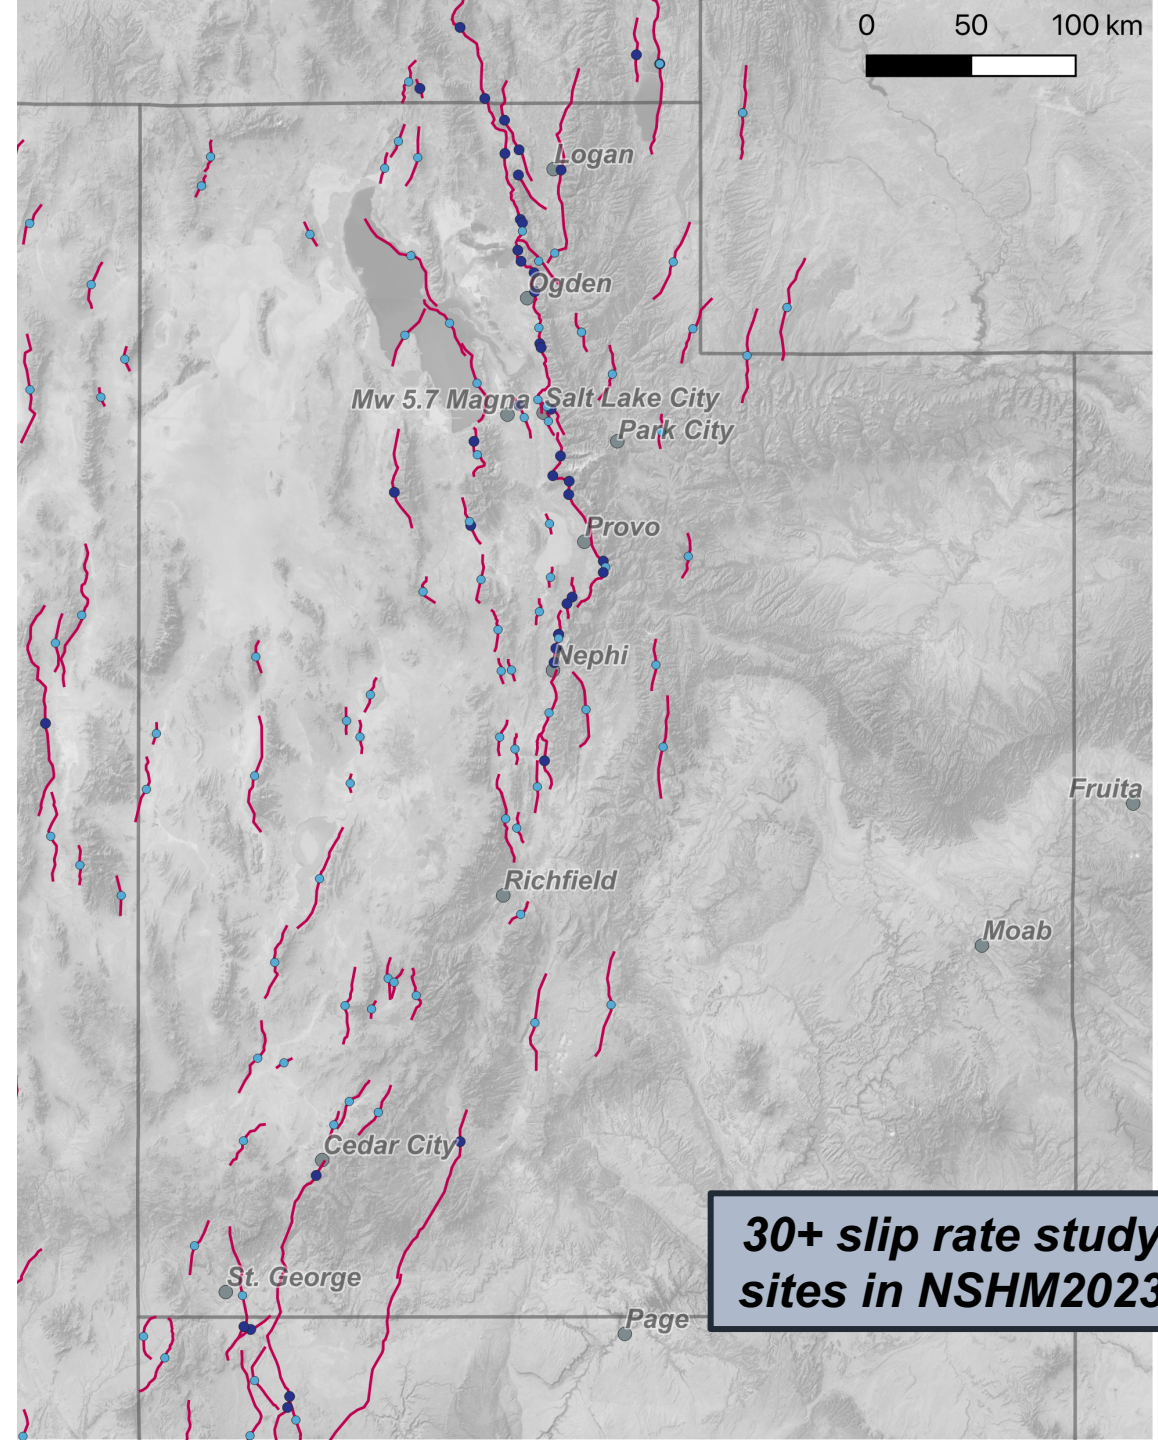 0 50 100 km
Logan
Ogden
Mw 5.7 Magna
Salt Lake City
Park City
Provo
Nephi
Fruita
Richfield
Moab
Cedar City
30+ slip rate study
sites in NSHM2023
St. George
Page